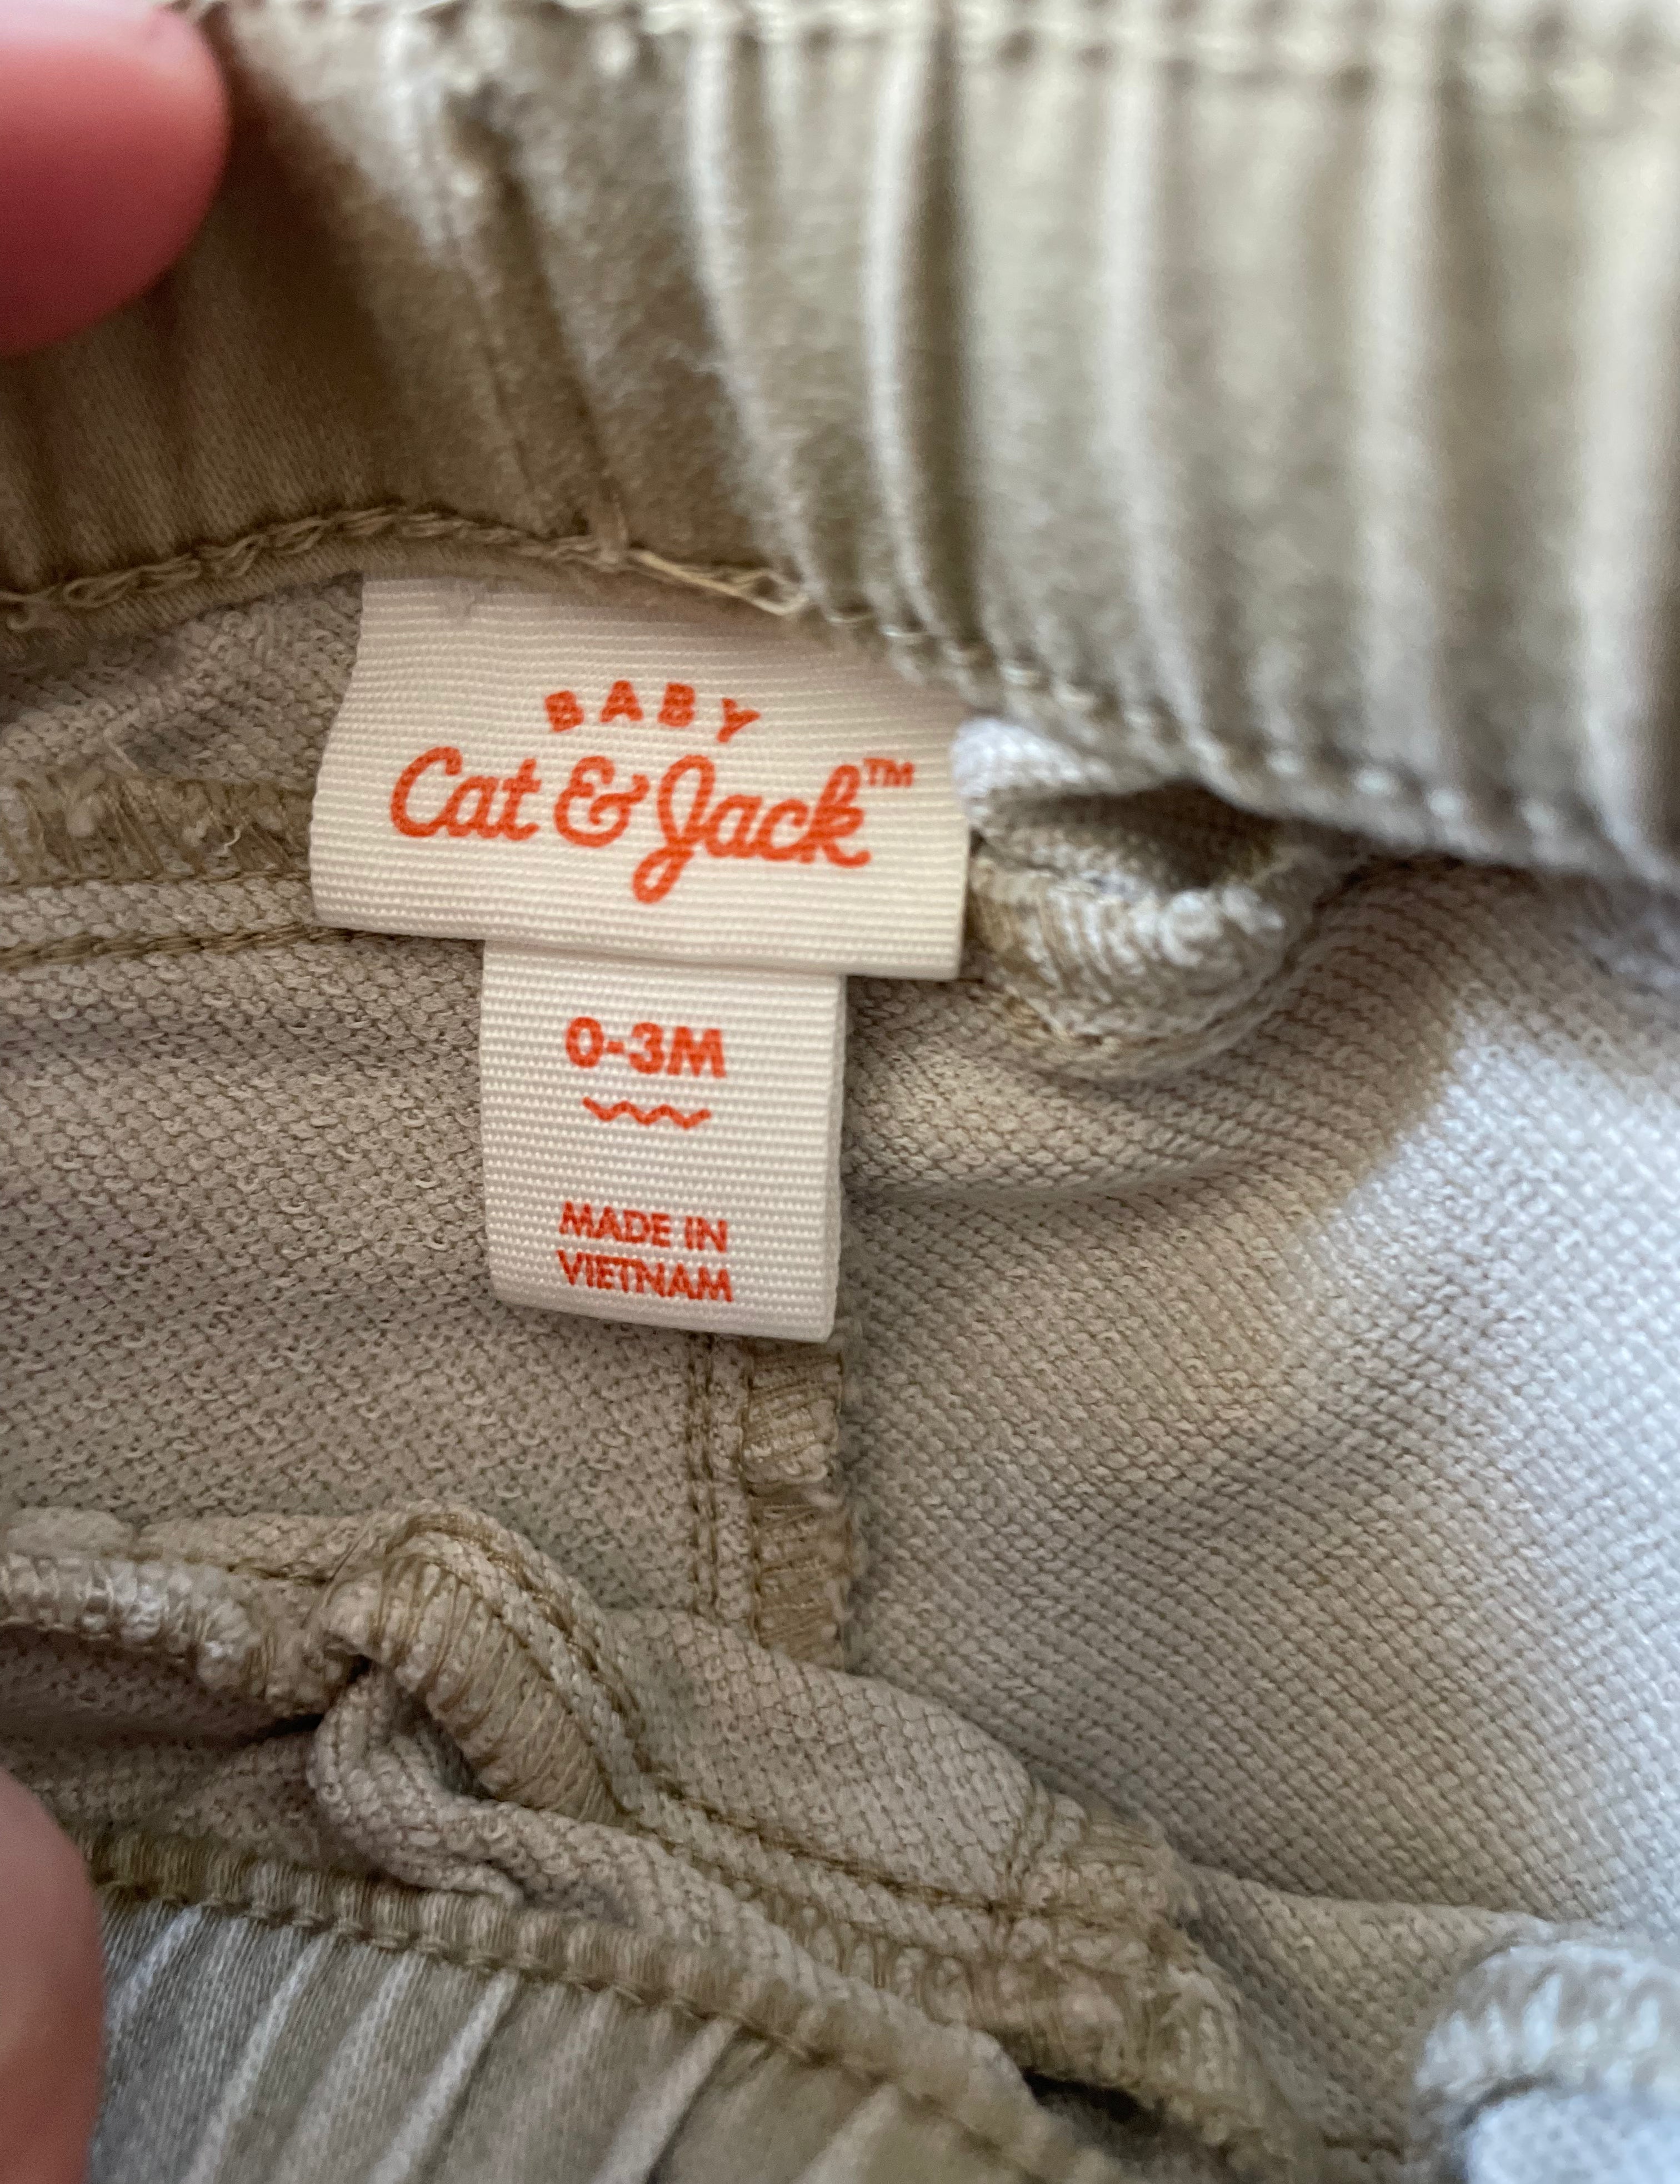 BABY
Cat & Jack™
0-3M
MADE IN
VIETNAM